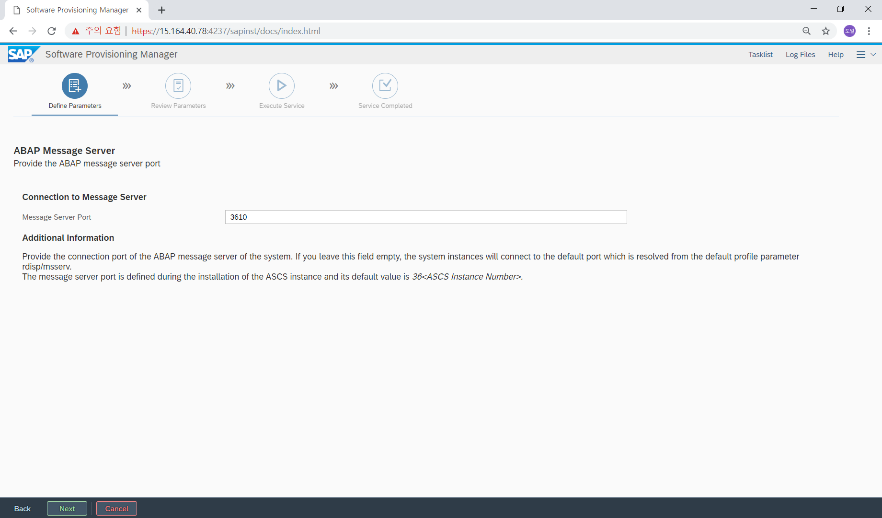 Software Provisioning Manager
주의 요함 | https://15.164.40.78:4237/sapinst/docs/index.html
SAP Software Provisioning Manager Tasklist Log Files Help
Define Parameters Review Parameters Execute Service Service Completed
ABAP Message Server
Provide the ABAP message server port
Connection to Message Server
Message Server Port 3610
Additional Information
Provide the connection port of the ABAP message server of the system. If you leave this field empty, the system instances will connect to the default port which is resolved from the default profile parameter
rdisp/msserv.
The message server port is defined during the installation of the ASCS instance and its default value is 36<ASCS Instance Number>.
Back Next Cancel